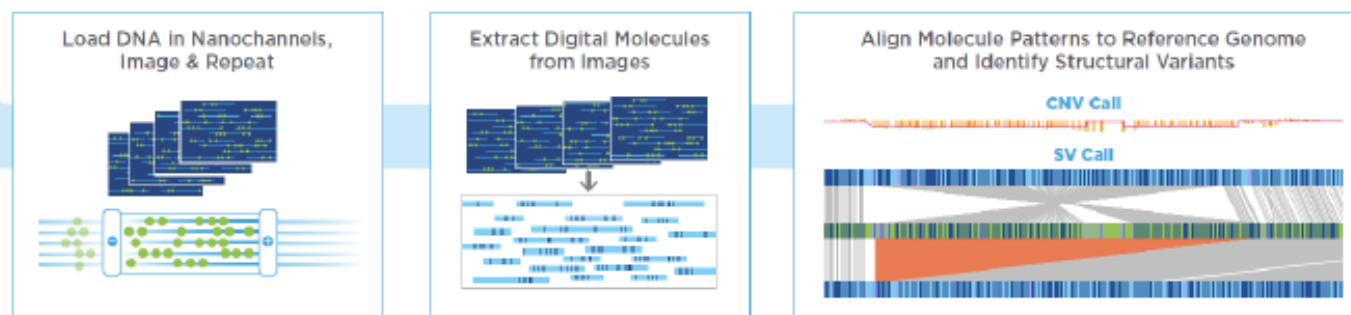 Load DNA in Nanochannels,
Image & Repeat
Extract Digital Molecules
from Images
Align Molecule Patterns to Reference Genome
and Identify Structural Variants
CNV Call
SV Call